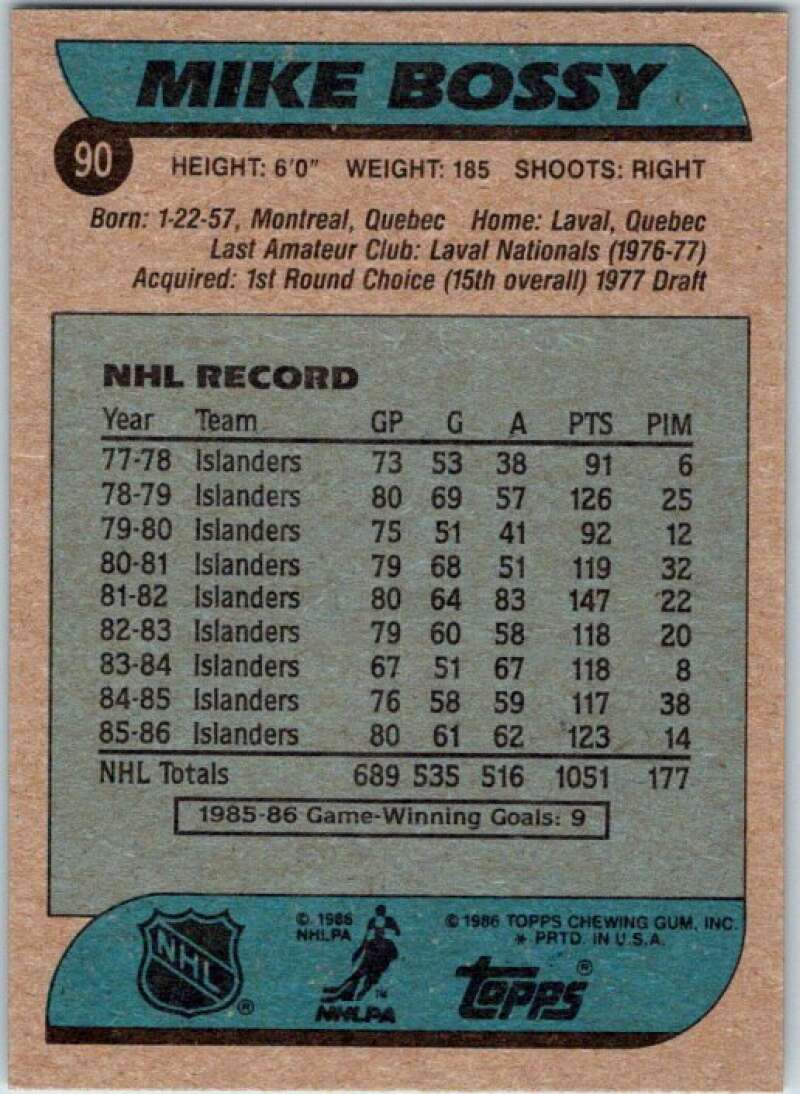 MIKE BOSSY
90
HEIGHT: 6'0" WEIGHT: 185 SHOOTS: RIGHT
Born: 1-22-57, Montreal, Quebec Home: Laval, Quebec
Last Amateur Club: Laval Nationals (1976-77)
Acquired: 1st Round Choice (15th overall) 1977 Draft
NHL RECORD
Year Team GP G A PTS PIM
77-78 Islanders 73 53 38 91 6
78-79 Islanders 80 69 57 126 25
79-80 Islanders 75 51 41 92 12
80-81 Islanders 79 68 51 119 32
81-82 Islanders 80 64 83 147 22
82-83 Islanders 79 60 58 118 20
83-84 Islanders 67 51 67 118 8
84-85 Islanders 76 58 59 117 38
85-86 Islanders 80 61 62 123 14
NHL Totals 689 535 516 1051 177
1985-86 Game-Winning Goals: 9
NHL ®
© 1986
NHLPA
™
NHLPA
© 1986 TOPPS CHEWING GUM, INC.
* PRTD. IN U.S.A.
topps ®